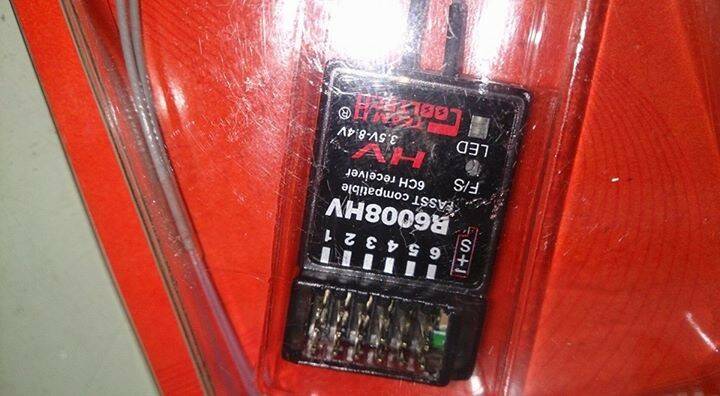 S+-
6 5 4 3 2 1
R6008HV
FASST compatible
6CH receiver
F/S
HV
LED
3.5V-8.4V
®